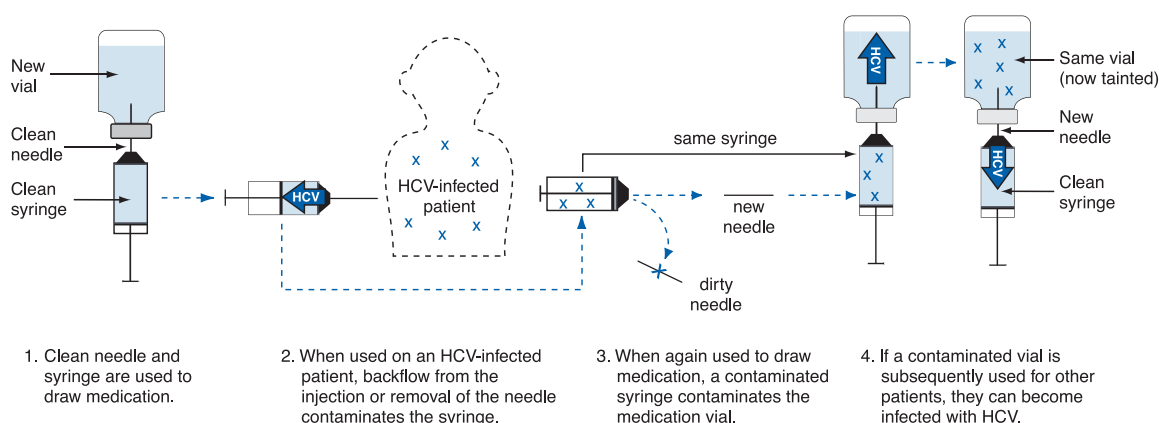 New
vial
Clean
needle
Clean
syringe
HCV
HCV-infected
patient
same syringe
new
needle
dirty
needle
HCV
Same vial
(now tainted)
New
needle
HCV
Clean
syringe
1. Clean needle and
syringe are used to
draw medication.
2. When used on an HCV-infected
patient, backflow from the
injection or removal of the needle
contaminates the syringe.
3. When again used to draw
medication, a contaminated
syringe contaminates the
medication vial.
4. If a contaminated vial is
subsequently used for other
patients, they can become
infected with HCV.